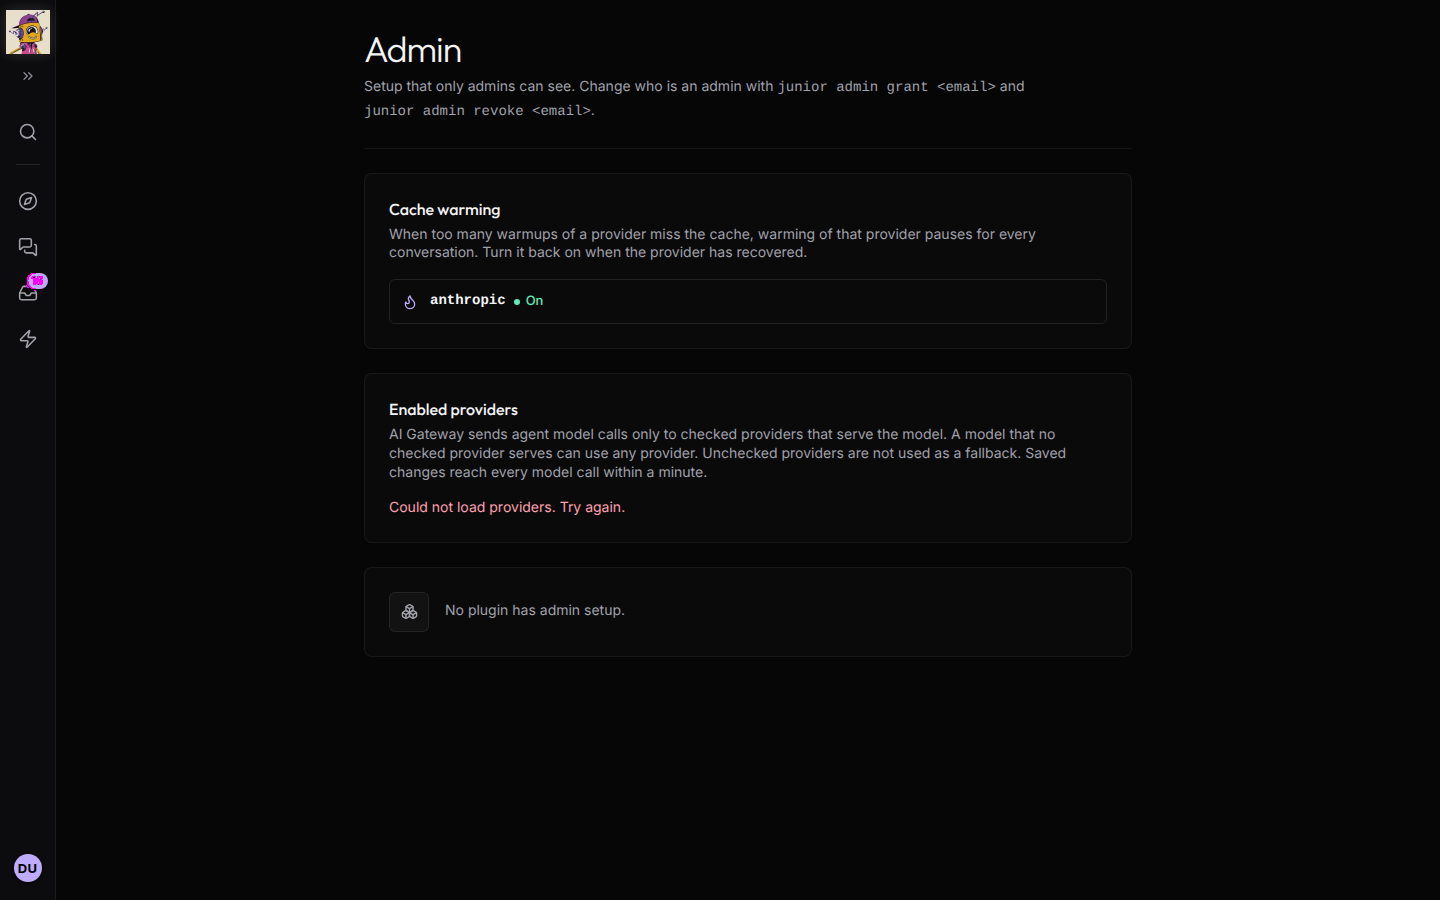 Admin
Setup that only admins can see. Change who is an admin with junior admin grant <email> and
junior admin revoke <email>.
Cache warming
When too many warmups of a provider miss the cache, warming of that provider pauses for every
conversation. Turn it back on when the provider has recovered.
anthropic On
Enabled providers
AI Gateway sends agent model calls only to checked providers that serve the model. A model that no
checked provider serves can use any provider. Unchecked providers are not used as a fallback. Saved
changes reach every model call within a minute.
Could not load providers. Try again.
No plugin has admin setup.
DU